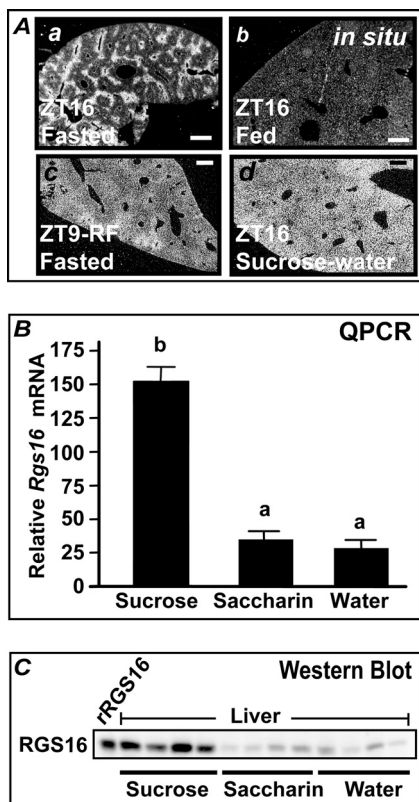 A
a
ZT16
Fasted
b
in situ
ZT16
Fed
c
ZT9-RF
Fasted
d
ZT16
Sucrose-water
B
QPCR
Relative Rgs16 mRNA
175
150
125
100
75
50
25
0
b
a
a
Sucrose
Saccharin
Water
C
Western Blot
rRGS16
Liver
RGS16
Sucrose
Saccharin
Water